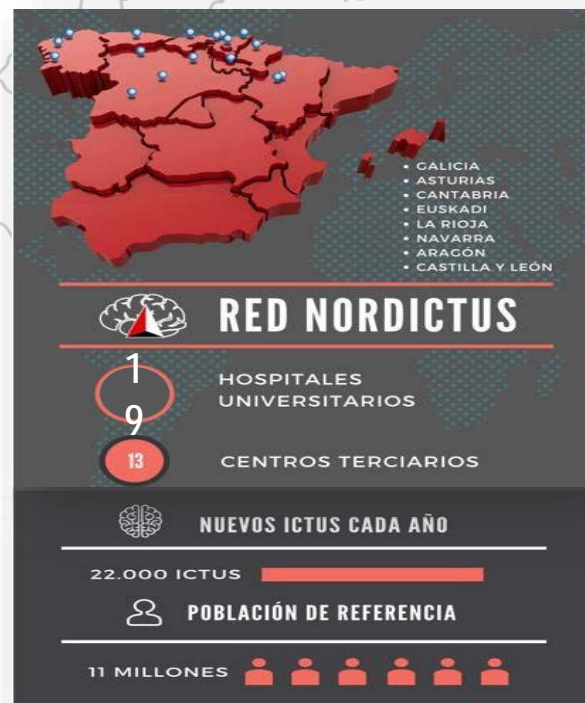 • GALICIA
• ASTURIAS
• CANTABRIA
• EUSKADI
• LA RIOJA
• NAVARRA
• ARAGÓN
• CASTILLA Y LEÓN
RED NORDICTUS
1
9
HOSPITALES
UNIVERSITARIOS
13
CENTROS TERCIARIOS
NUEVOS ICTUS CADA AÑO
22.000 ICTUS
POBLACIÓN DE REFERENCIA
11 MILLONES